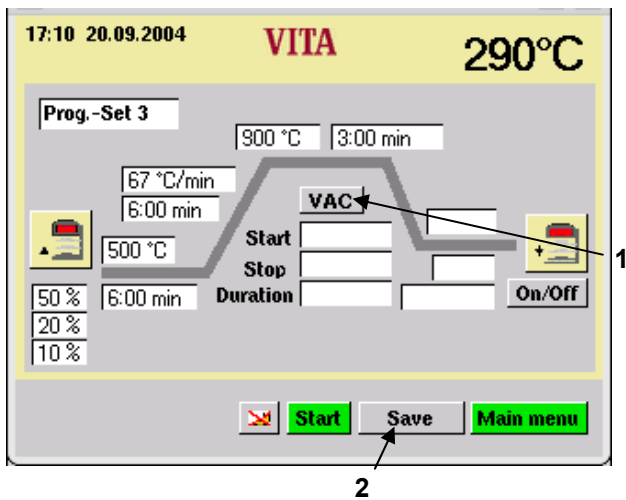 17:10 20.09.2004
VITA
290°C
Prog.-Set 3
900 °C
3:00 min
67 °C/min
6:00 min
VAC
500 °C
Start
Stop
1
50 %
6:00 min
Duration
On/Off
20 %
10 %
Start
Save
Main menu
2